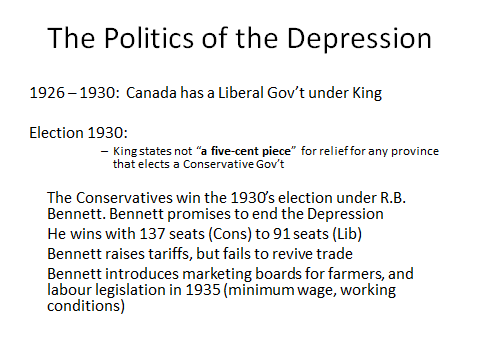 The Politics of the Depression
1926 – 1930:  Canada has a Liberal Gov’t under King
Election 1930:
– King states not “a five-cent piece” for relief for any province
that elects a Conservative Gov’t
The Conservatives win the 1930’s election under R.B.
Bennett. Bennett promises to end the Depression
He wins with 137 seats (Cons) to 91 seats (Lib)
Bennett raises tariffs, but fails to revive trade
Bennett introduces marketing boards for farmers, and
labour legislation in 1935 (minimum wage, working
conditions)